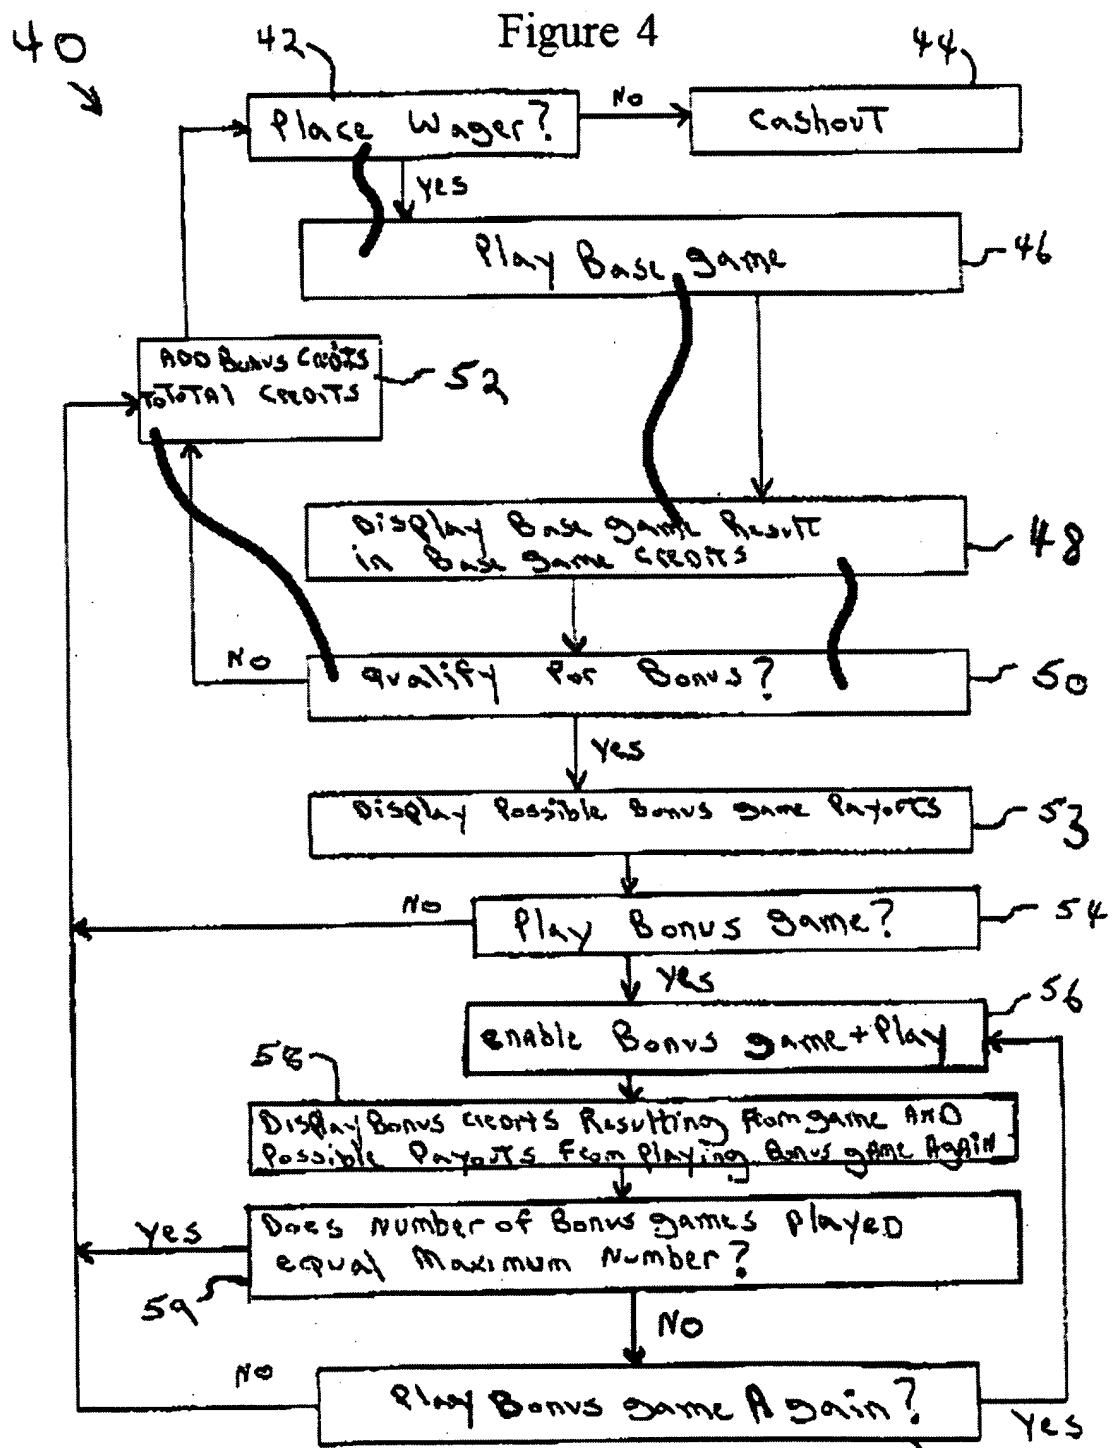 Figure 4
40
42
44
Place Wager?
NO
CashouT
Yes
Play Base game
46
ADD Bonus Credits
To ToTAl CREDITS
52
Display Base game Result
in Base game CREDITS
48
NO
Qualify For Bonus?
50
Yes
Display Possible Bonus game Payouts
53
NO
Play Bonus game?
54
Yes
56
enAble Bonus game + Play
58
Display Bonus Credits Resulting From game AND
Possible Payouts From Playing Bonus gAme AgAIN
Yes
Does Number of Bonus games Played
equal Maximum Number?
59
NO
NO
Play Bonus game Again?
Yes